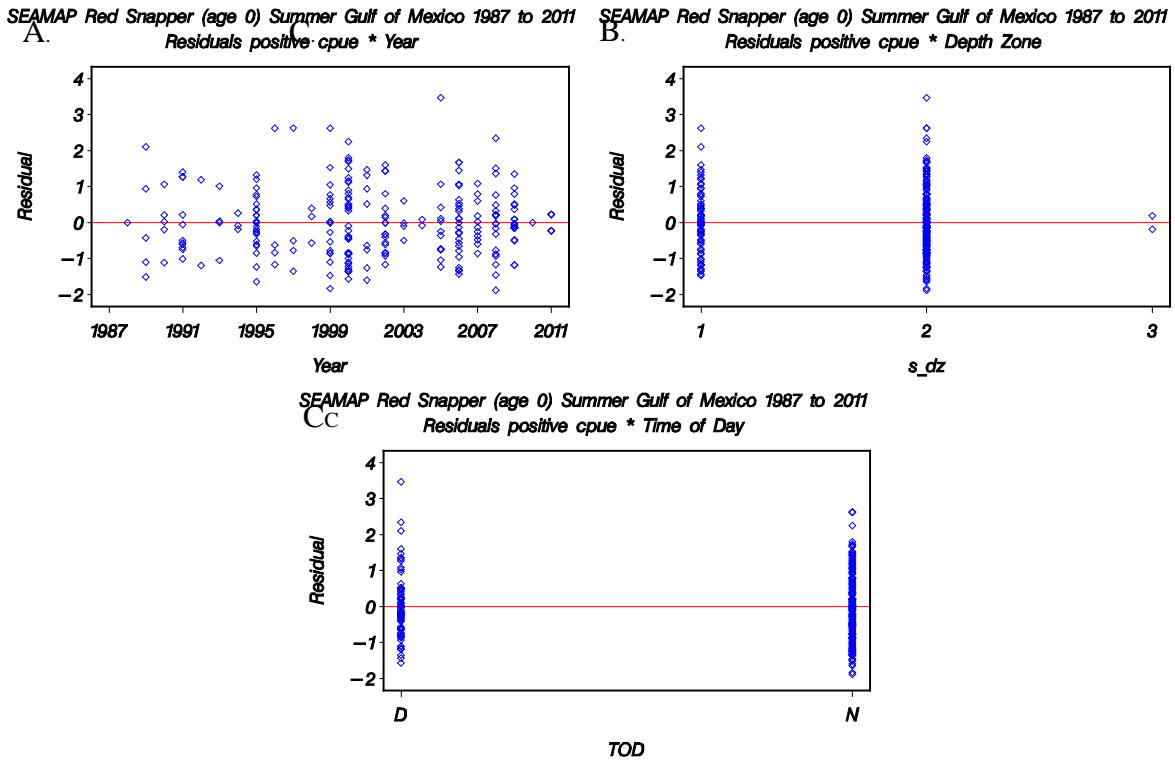 SEAMAP Red Snapper (age 0) Summer Gulf of Mexico 1987 to 2011
A.
C.
Residuals positive cpue * Year
4
3
2
1
0
−1
−2
Residual
1987 1991 1995 1999 2003 2007 2011
Year
SEAMAP Red Snapper (age 0) Summer Gulf of Mexico 1987 to 2011
B.
Residuals positive cpue * Depth Zone
4
3
2
1
0
−1
−2
Residual
1 2 3
s_dz
SEAMAP Red Snapper (age 0) Summer Gulf of Mexico 1987 to 2011
CC
Residuals positive cpue * Time of Day
4
3
2
1
0
−1
−2
Residual
D N
TOD